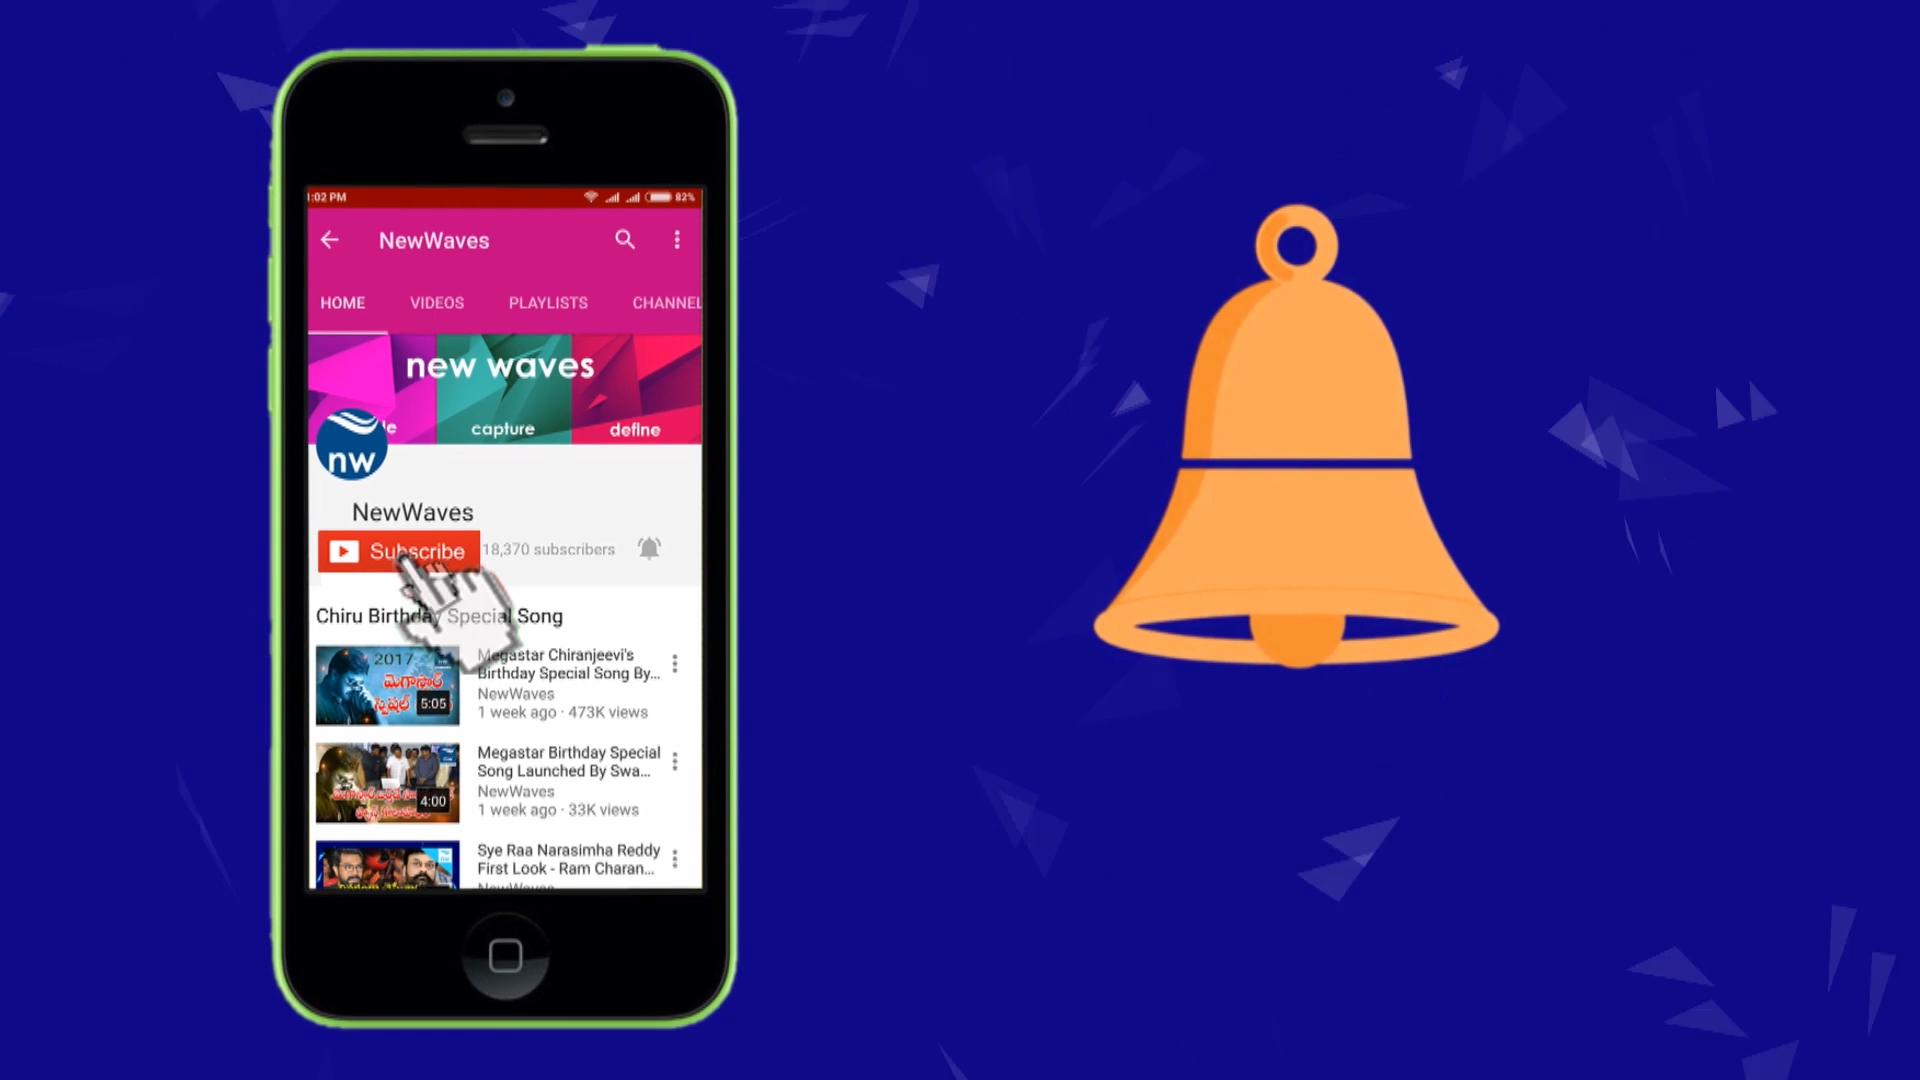 1:02 PM 82%
NewWaves
HOME VIDEOS PLAYLISTS CHANNEL
new waves
capture define
nw
NewWaves
Subscribe 18,370 subscribers
Chiru Birthday Special Song
2017
మెగాస్టార్
స్పెషల్
5:05
Megastar Chiranjeevi's
Birthday Special Song By...
NewWaves
1 week ago · 473K views
4:00
Megastar Birthday Special
Song Launched By Swa...
NewWaves
1 week ago · 33K views
Sye Raa Narasimha Reddy
First Look - Ram Charan...
NewWaves